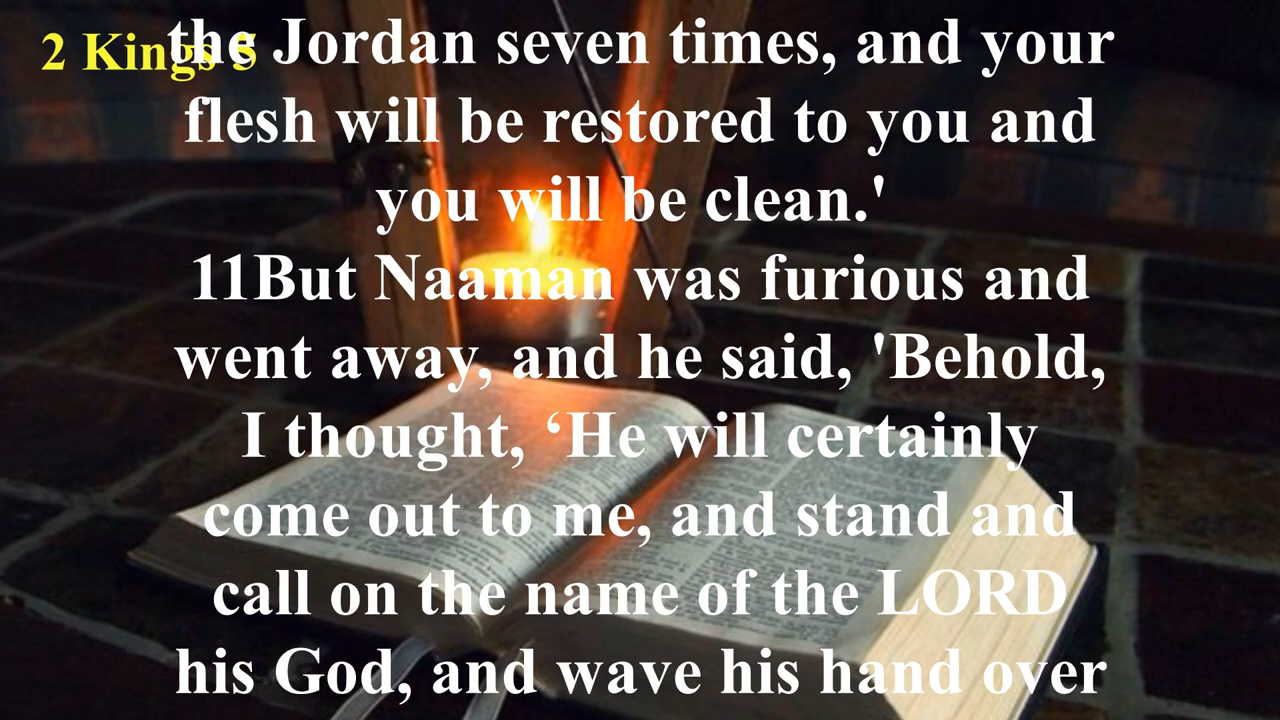 2 Kings 5
the Jordan seven times, and your
flesh will be restored to you and
you will be clean.'
11But Naaman was furious and
went away, and he said, 'Behold,
I thought, ‘He will certainly
come out to me, and stand and
call on the name of the LORD
his God, and wave his hand over